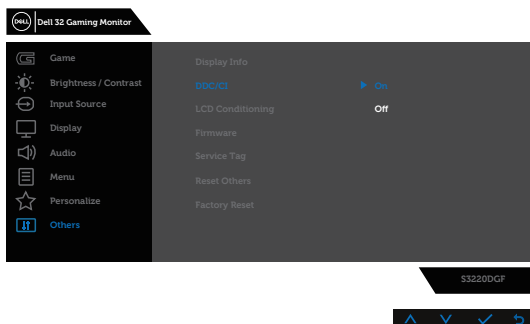 DELL Dell 32 Gaming Monitor
Game
Brightness / Contrast
Input Source
Display
Audio
Menu
Personalize
Others
Display Info
DDC/CI
On
LCD Conditioning
Off
Firmware
Service Tag
Reset Others
Factory Reset
S3220DGF